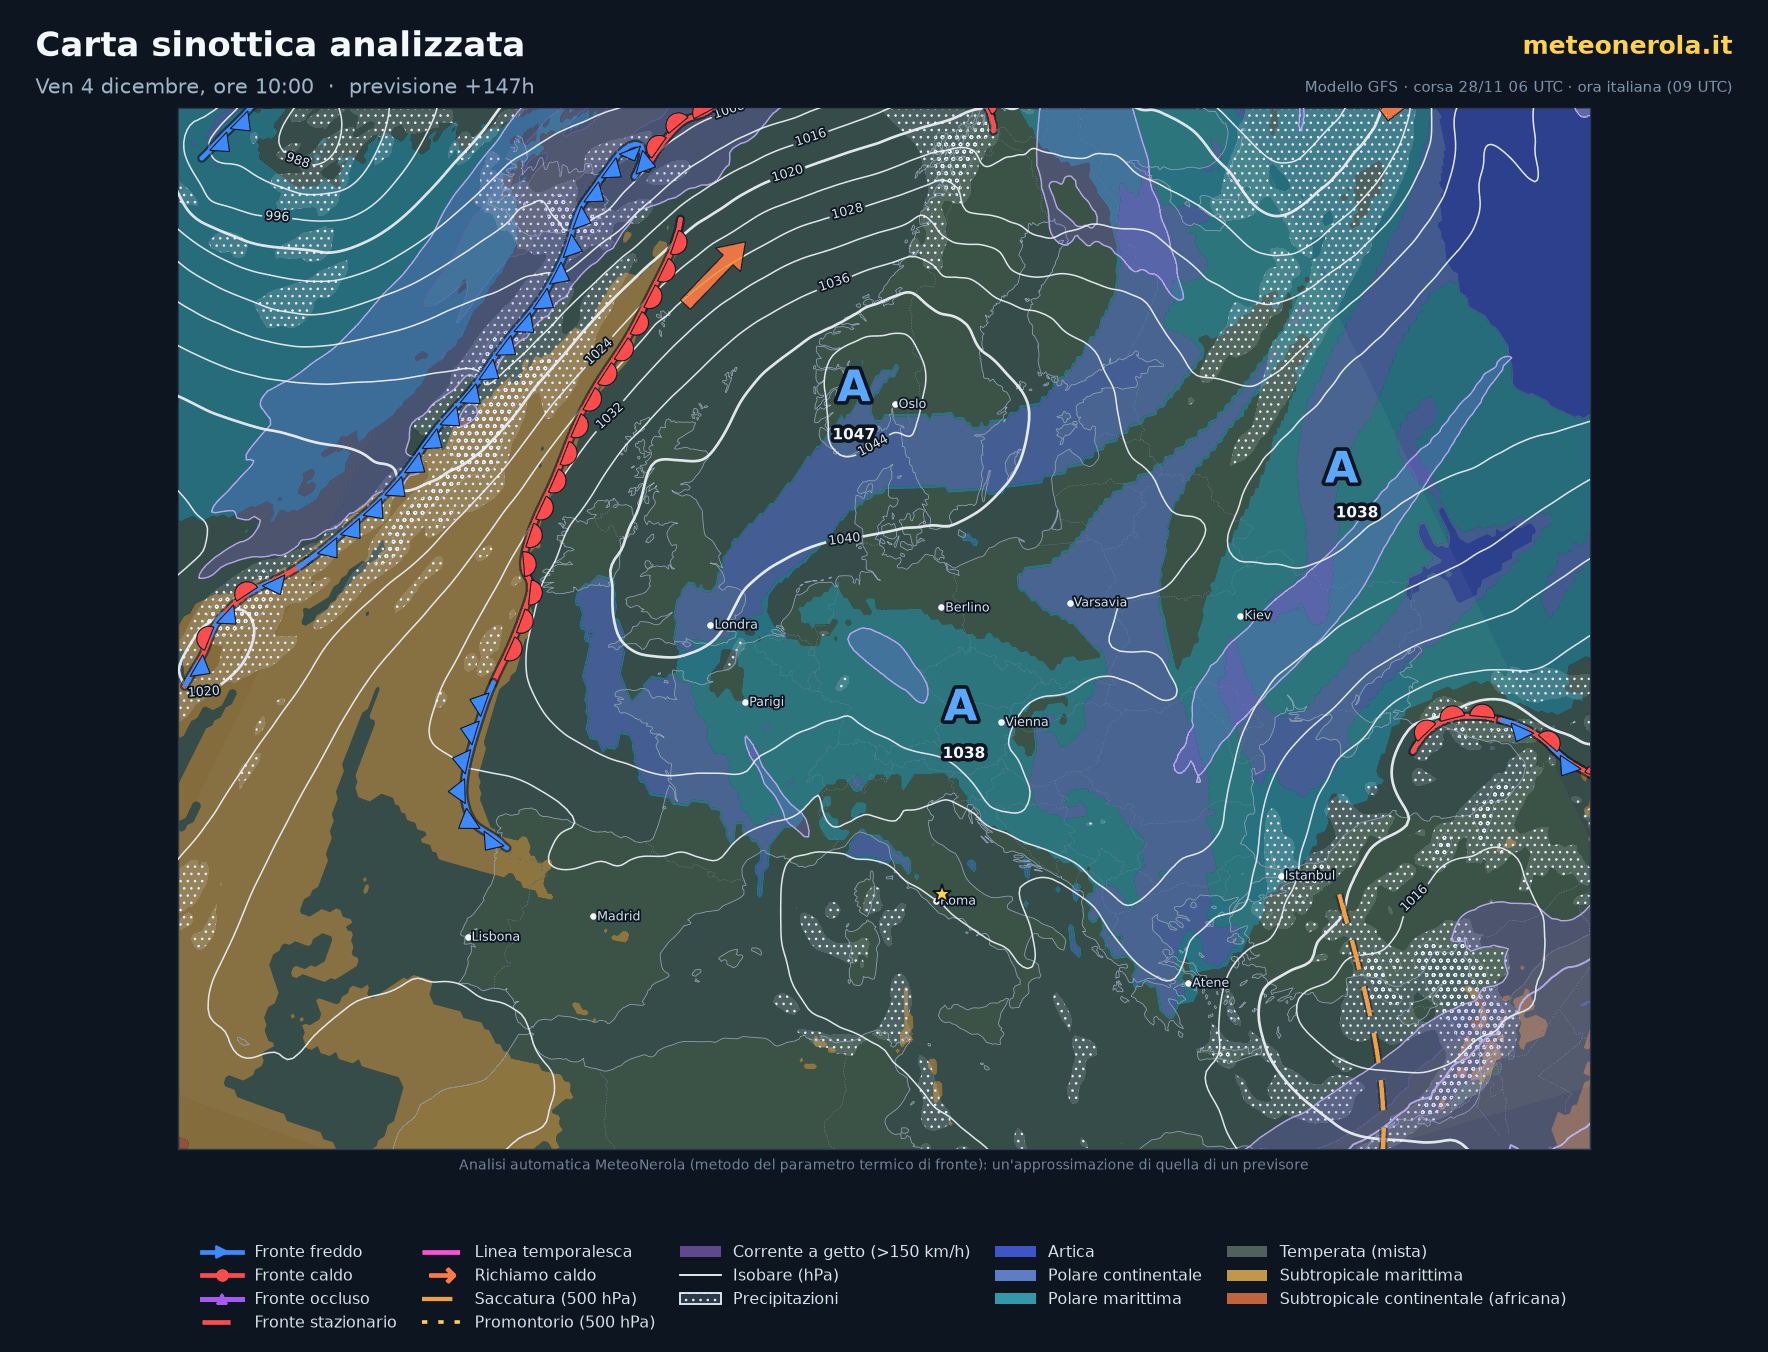 Carta sinottica analizzata
meteonerola.it
Ven 4 dicembre, ore 10:00 · previsione +147h
Modello GFS · corsa 28/11 06 UTC · ora italiana (09 UTC)
1016
988
1020
996
1028
1036
1024
A
Oslo
1032
1047
1044
A
1038
1040
Varsavia
Berlino
Kiev
Londra
1020
Parigi
A
Vienna
1038
Istanbul
1016
Roma
Madrid
Lisbona
Atene
Analisi automatica MeteoNerola (metodo del parametro termico di fronte): un'approssimazione di quella di un previsore
Fronte freddo
Fronte caldo
Fronte occluso
Fronte stazionario
Linea temporalesca
Richiamo caldo
Saccatura (500 hPa)
Promontorio (500 hPa)
Corrente a getto (>150 km/h)
Isobare (hPa)
Precipitazioni
Artica
Polare continentale
Polare marittima
Temperata (mista)
Subtropicale marittima
Subtropicale continentale (africana)